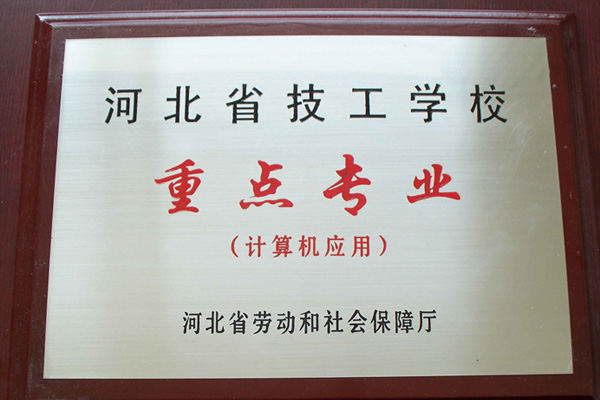 河北省技工学校
重点专业
（计算机应用）
河北省劳动和社会保障厅